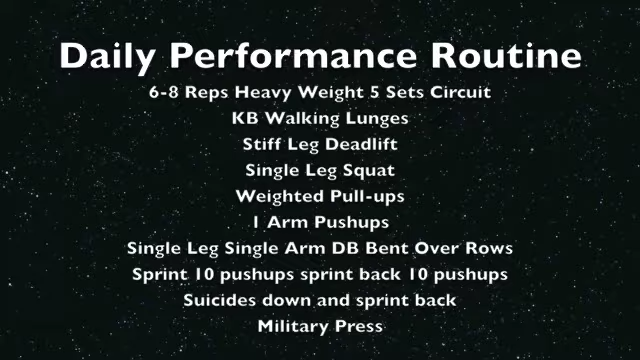 Daily Performance Routine
6-8 Reps Heavy Weight 5 Sets Circuit
KB Walking Lunges
Stiff Leg Deadlift
Single Leg Squat
Weighted Pull-ups
1 Arm Pushups
Single Leg Single Arm DB Bent Over Rows
Sprint 10 pushups sprint back 10 pushups
Suicides down and sprint back
Military Press